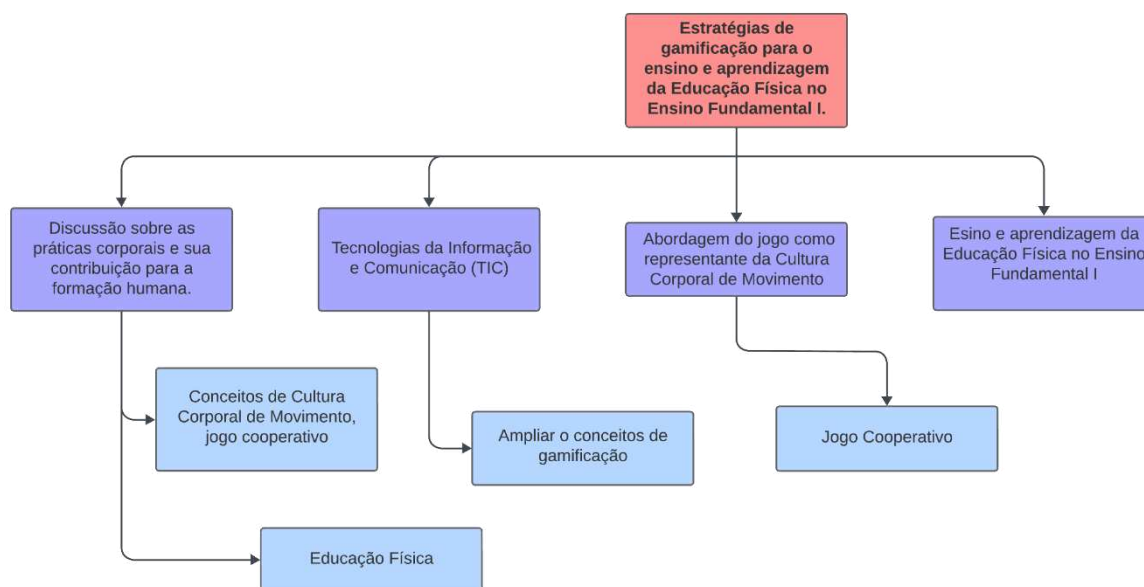 Estratégias de
gamificação para o
ensino e aprendizagem
da Educação Física no
Ensino Fundamental I.
Discussão sobre as
práticas corporais e sua
contribuição para a
formação humana.
Tecnologias da Informação
e Comunicação (TIC)
Abordagem do jogo como
representante da Cultura
Corporal de Movimento
Esino e aprendizagem da
Educação Física no Ensino
Fundamental I
Conceitos de Cultura
Corporal de Movimento,
jogo cooperativo
Ampliar o conceitos de
gamificação
Jogo Cooperativo
Educação Física